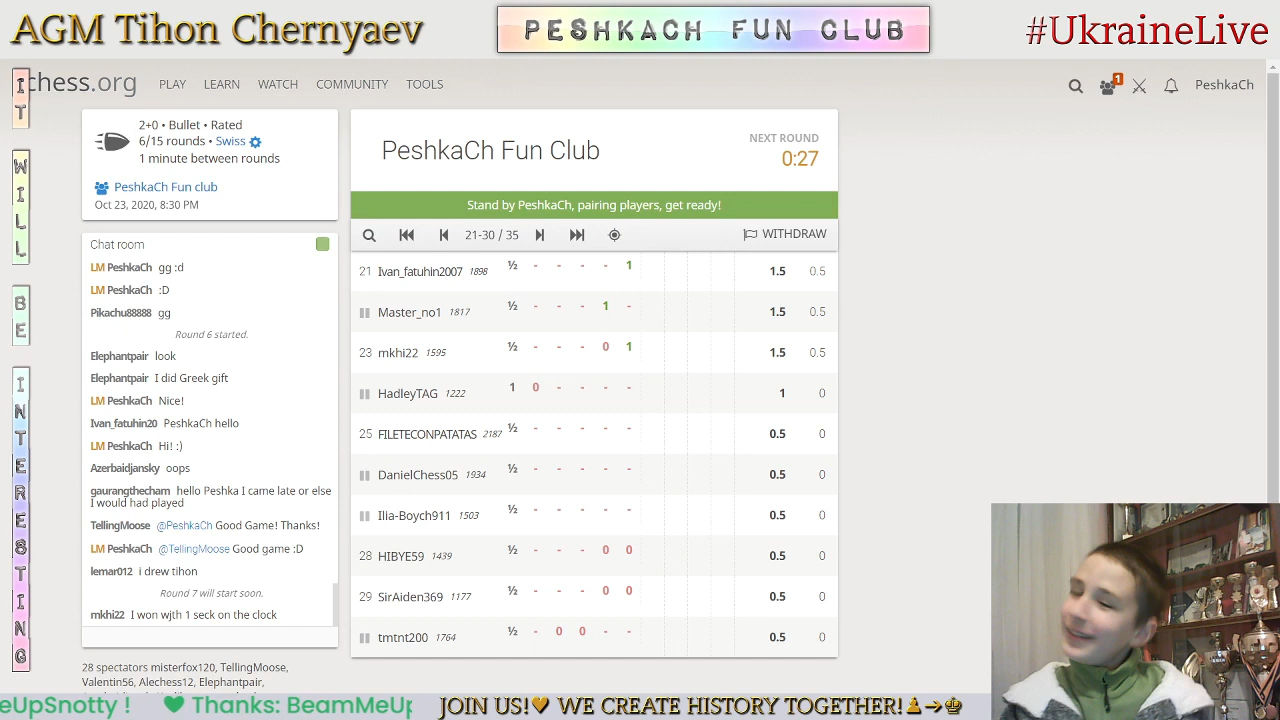 AGM Tihon Chernyaev
PESHKACH FUN CLUB
#UkraineLive
IT WILL BE INTERESTING
chess.org
PLAY LEARN WATCH COMMUNITY TOOLS
1
PeshkaCh
2+0 • Bullet • Rated
6/15 rounds • Swiss
1 minute between rounds
PeshkaCh Fun club
Oct 23, 2020, 8:30 PM
Chat room
LM PeshkaCh gg :d
LM PeshkaCh :D
Pikachu88888 gg
Round 6 started.
Elephantpair look
Elephantpair I did Greek gift
LM PeshkaCh Nice!
Ivan_fatuhin20 PeshkaCh hello
LM PeshkaCh Hi! :)
Azerbaidjansky oops
gaurangthecham hello Peshka I came late or else
I would had played
TellingMoose @PeshkaCh Good Game! Thanks!
LM PeshkaCh @TellingMoose Good game :D
lemar012 i drew tihon
Round 7 will start soon.
mkhi22 I won wjth 1 seck on the clock
28 spectators misterfox120, TellingMoose,
Valentin56, Alechess12, Elephantpair,
PeshkaCh Fun Club
NEXT ROUND
0:27
Stand by PeshkaCh, pairing players, get ready!
21-30 / 35 WITHDRAW
21 Ivan_fatuhin2007 1898 ½ - - - - 1 1.5 0.5
Master_no1 1817 ½ - - - 1 - 1.5 0.5
23 mkhi22 1595 ½ - - - 0 1 1.5 0.5
HadleyTAG 1222 1 0 - - - - 1 0
25 FILETECONPATATAS 2187 ½ - - - - - 0.5 0
DanielChess05 1934 ½ - - - - - 0.5 0
Ilia-Boych911 1503 ½ - - - - - 0.5 0
28 HIBYE59 1439 ½ - - - 0 0 0.5 0
29 SirAiden369 1177 ½ - - - 0 0 0.5 0
tmtnt200 1764 ½ - 0 0 - - 0.5 0
eUpSnotty ! Thanks: BeamMeUp
JOIN US! WE CREATE HISTORY TOGETHER!